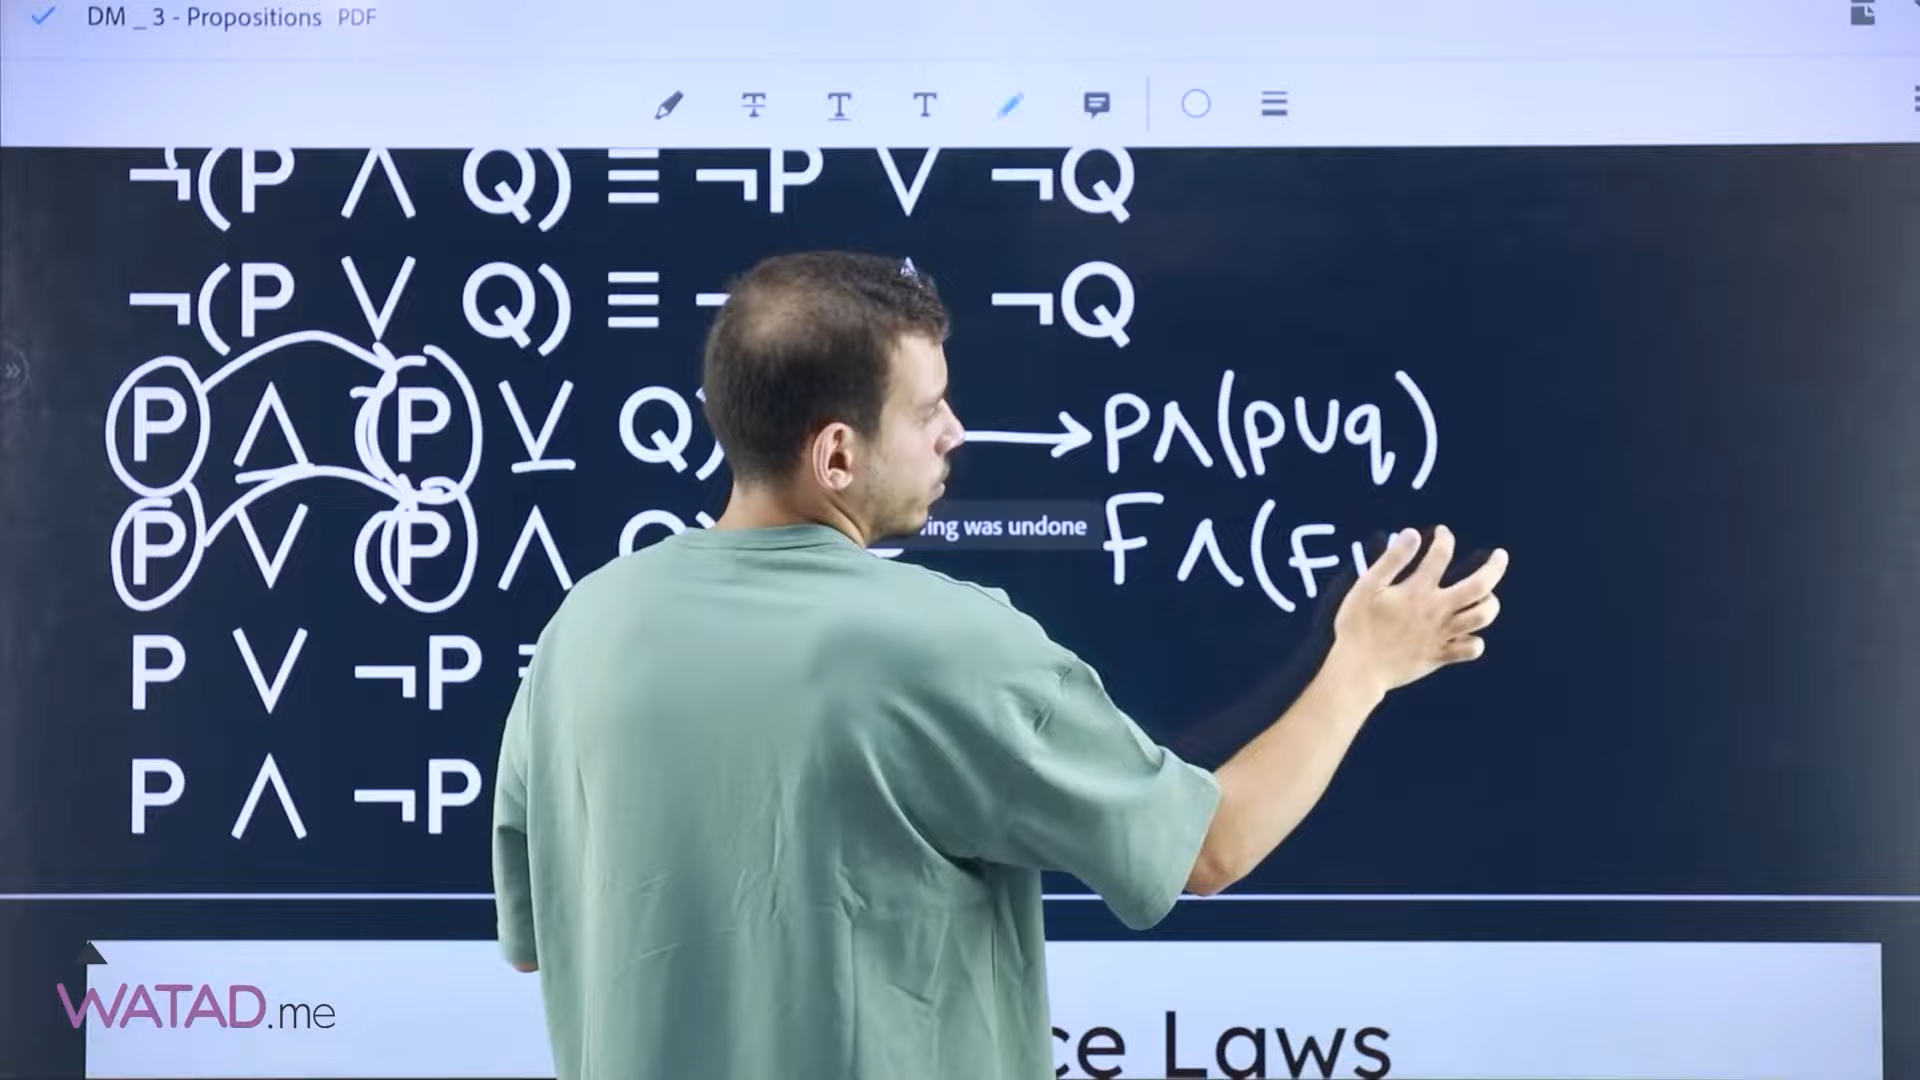 DM _ 3 - Propositions PDF
¬(P ∧ Q) ≡ ¬P ∨ ¬Q
¬(P ∨ Q) ≡ ¬Q
P ∧ (P ∨ Q) → p∧(p∨q)
P ∨ (P ∧ Q) F∧(F∨
ing was undone
P ∨ ¬P
P ∧ ¬P
ce Laws
WATAD.me